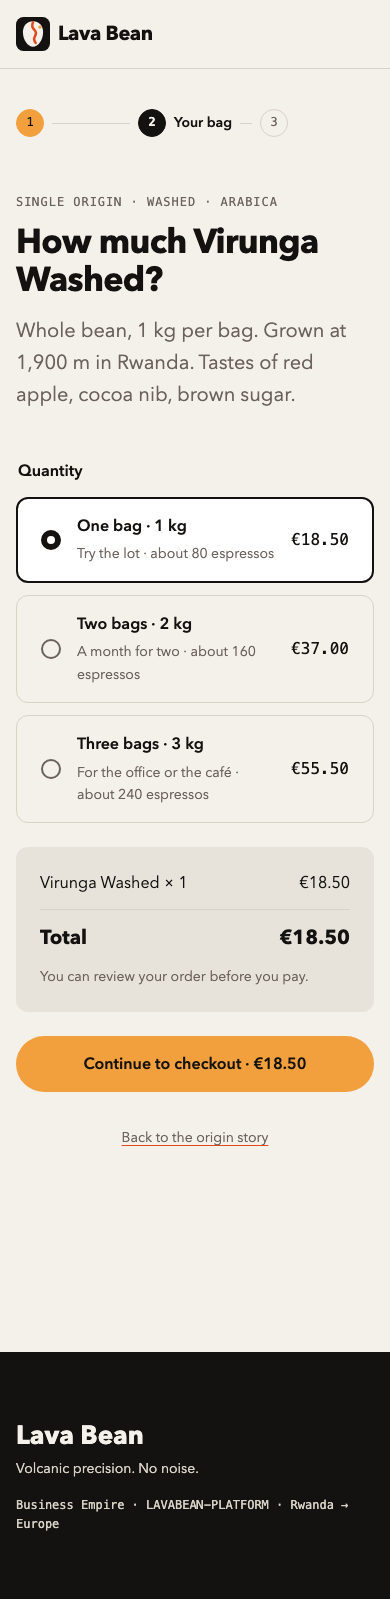 Lava Bean
1
2
Your bag
3
SINGLE ORIGIN · WASHED · ARABICA
How much Virunga
Washed?
Whole bean, 1 kg per bag. Grown at
1,900 m in Rwanda. Tastes of red
apple, cocoa nib, brown sugar.
Quantity
One bag · 1 kg
Try the lot · about 80 espressos
€18.50
Two bags · 2 kg
A month for two · about 160
espressos
€37.00
Three bags · 3 kg
For the office or the café ·
about 240 espressos
€55.50
Virunga Washed × 1 €18.50
Total €18.50
You can review your order before you pay.
Continue to checkout · €18.50
Back to the origin story
Lava Bean
Volcanic precision. No noise.
Business Empire · LAVABEAN-PLATFORM · Rwanda →
Europe